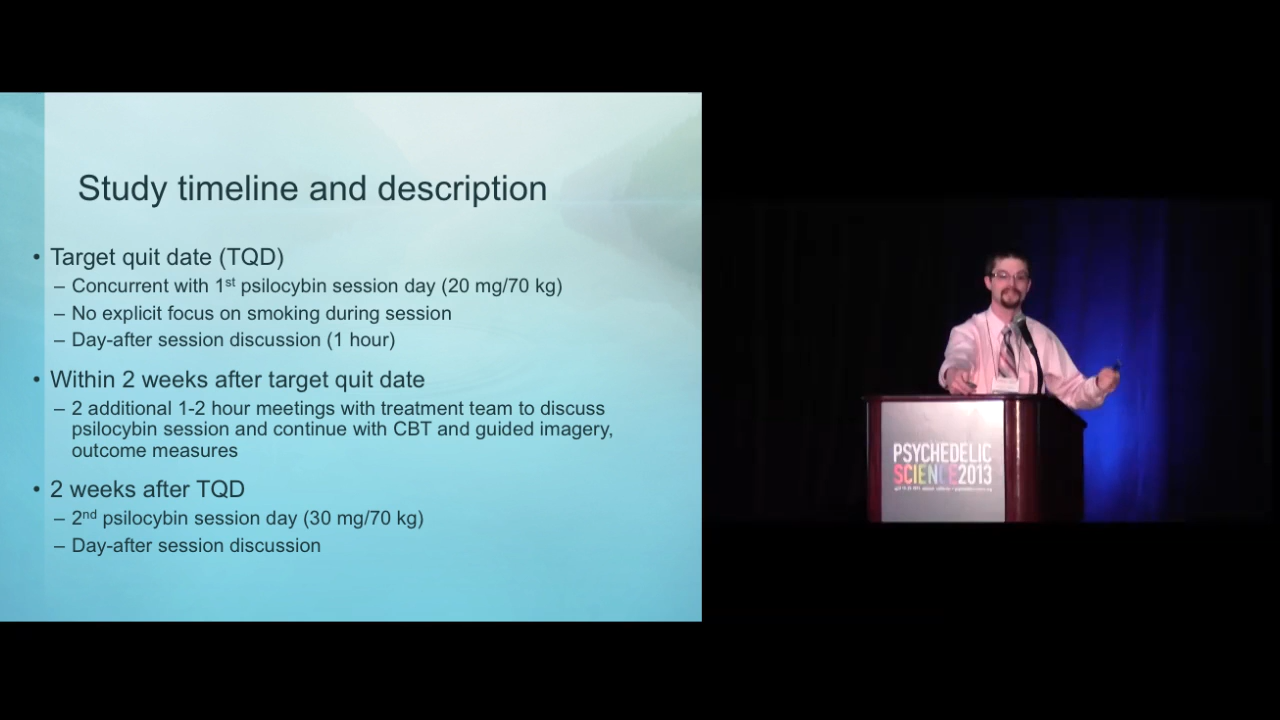 Study timeline and description
• Target quit date (TQD)
– Concurrent with 1st psilocybin session day (20 mg/70 kg)
– No explicit focus on smoking during session
– Day-after session discussion (1 hour)
• Within 2 weeks after target quit date
– 2 additional 1-2 hour meetings with treatment team to discuss
psilocybin session and continue with CBT and guided imagery,
outcome measures
• 2 weeks after TQD
– 2nd psilocybin session day (30 mg/70 kg)
– Day-after session discussion
PSYCHEDELIC
SCIENCE2013